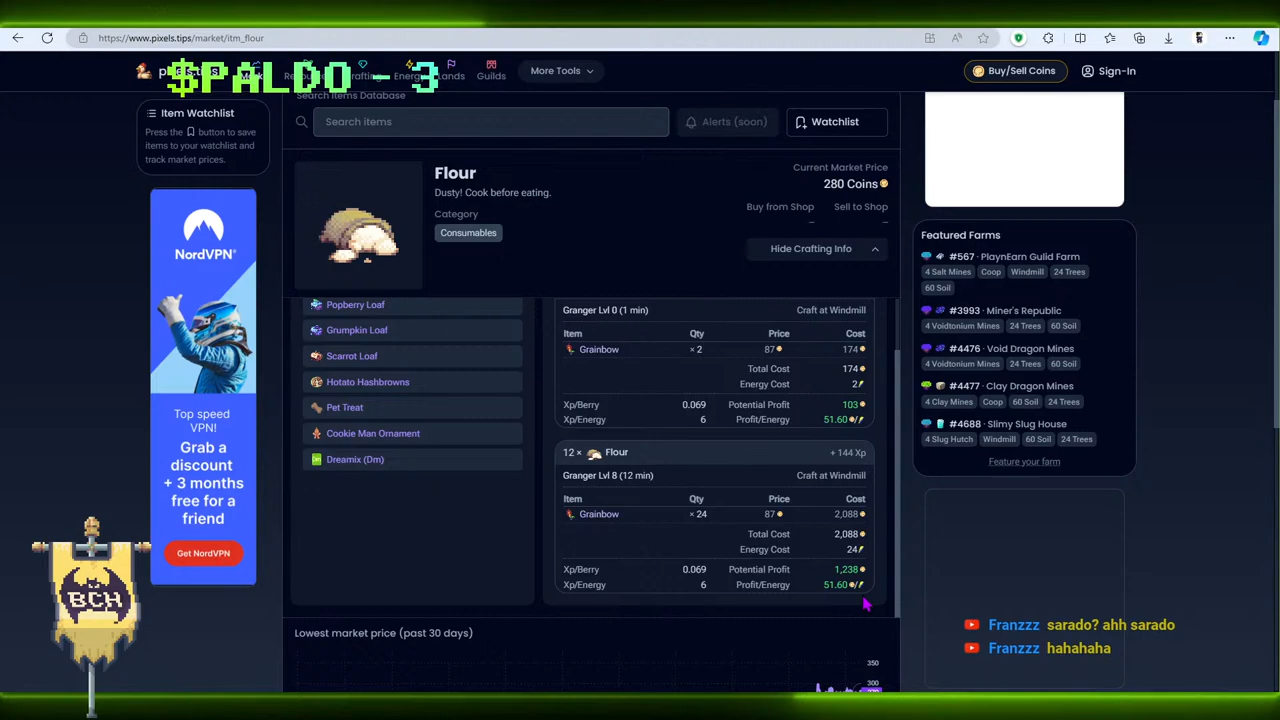 https://www.pixels.tips/market/itm_flour
$PALDO - 3
Guilds
More Tools
Buy/Sell Coins
Sign-In
Search Items Database
Search items
Alerts (soon)
Watchlist
Item Watchlist
Press the button to save
items to your watchlist and
track market prices.
NordVPN®
Top speed
VPN!
Grab a
discount
+ 3 months
free for a
friend
Get NordVPN
BCH
Flour
Dusty! Cook before eating.
Category
Consumables
Current Market Price
280 Coins
Buy from Shop
Sell to Shop
–
–
Hide Crafting Info
Popberry Loaf
Grumpkin Loaf
Scarrot Loaf
Hotato Hashbrowns
Pet Treat
Cookie Man Ornament
Dreamix (Dm)
Granger Lvl 0 (1 min) Craft at Windmill
Item Qty Price Cost
Grainbow × 2 87 174
Total Cost 174
Energy Cost 2
Xp/Berry 0.069 Potential Profit 103
Xp/Energy 6 Profit/Energy 51.60 /
12 × Flour + 144 Xp
Granger Lvl 8 (12 min) Craft at Windmill
Item Qty Price Cost
Grainbow × 24 87 2,088
Total Cost 2,088
Energy Cost 24
Xp/Berry 0.069 Potential Profit 1,238
Xp/Energy 6 Profit/Energy 51.60 /
Lowest market price (past 30 days)
350
300
Featured Farms
#567 · PlaynEarn Guild Farm
4 Salt Mines Coop Windmill 24 Trees
60 Soil
#3993 · Miner's Republic
4 Voidtonium Mines 24 Trees 60 Soil
#4476 · Void Dragon Mines
4 Voidtonium Mines 24 Trees 60 Soil
#4477 · Clay Dragon Mines
4 Clay Mines Coop 60 Soil 24 Trees
#4688 · Slimy Slug House
4 Slug Hutch Windmill 60 Soil 24 Trees
Feature your farm
Franzzz sarado? ahh sarado
Franzzz hahahaha